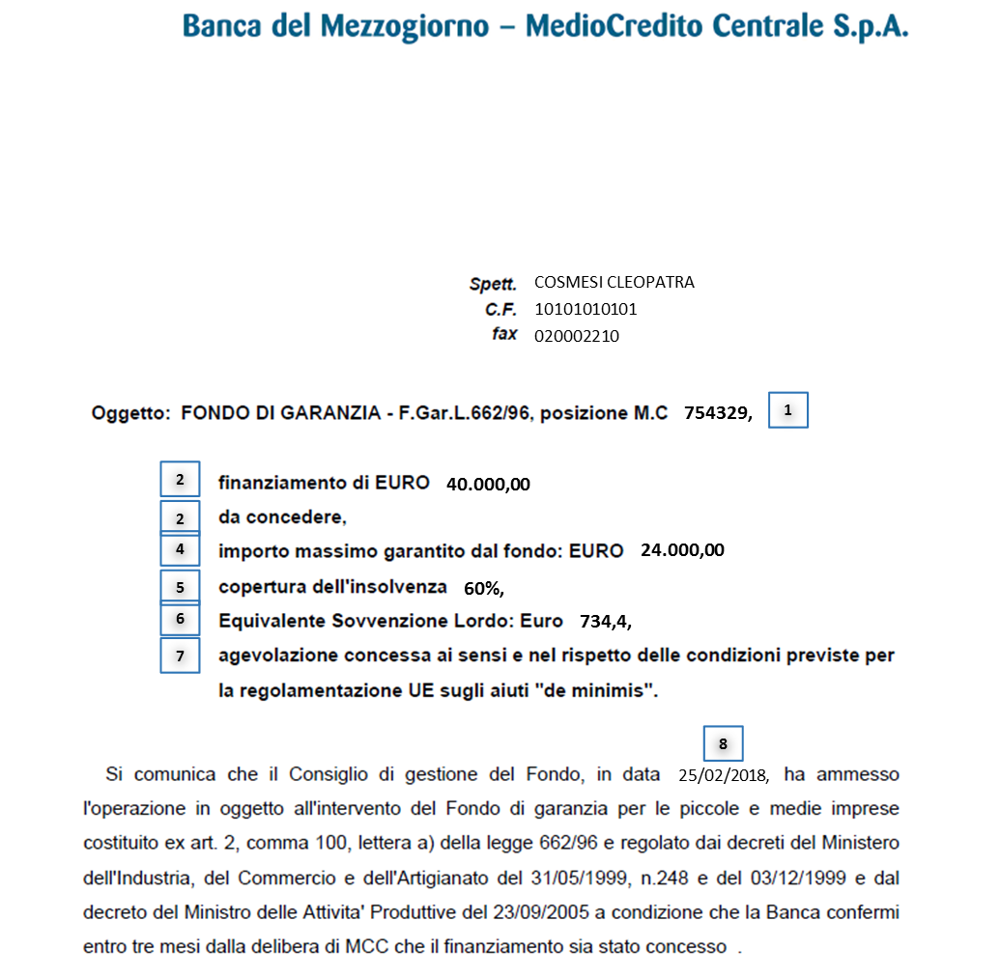 Banca del Mezzogiorno – MedioCredito Centrale S.p.A.
Spett. COSMESI CLEOPATRA
C.F. 10101010101
fax 020002210
Oggetto: FONDO DI GARANZIA - F.Gar.L.662/96, posizione M.C 754329, 1
2 finanziamento di EURO 40.000,00
2 da concedere,
4 importo massimo garantito dal fondo: EURO 24.000,00
5 copertura dell'insolvenza 60%,
6 Equivalente Sovvenzione Lordo: Euro 734,4,
7 agevolazione concessa ai sensi e nel rispetto delle condizioni previste per
la regolamentazione UE sugli aiuti "de minimis".
8
Si comunica che il Consiglio di gestione del Fondo, in data 25/02/2018, ha ammesso
l'operazione in oggetto all'intervento del Fondo di garanzia per le piccole e medie imprese
costituito ex art. 2, comma 100, lettera a) della legge 662/96 e regolato dai decreti del Ministero
dell'Industria, del Commercio e dell'Artigianato del 31/05/1999, n.248 e del 03/12/1999 e dal
decreto del Ministro delle Attivita' Produttive del 23/09/2005 a condizione che la Banca confermi
entro tre mesi dalla delibera di MCC che il finanziamento sia stato concesso .